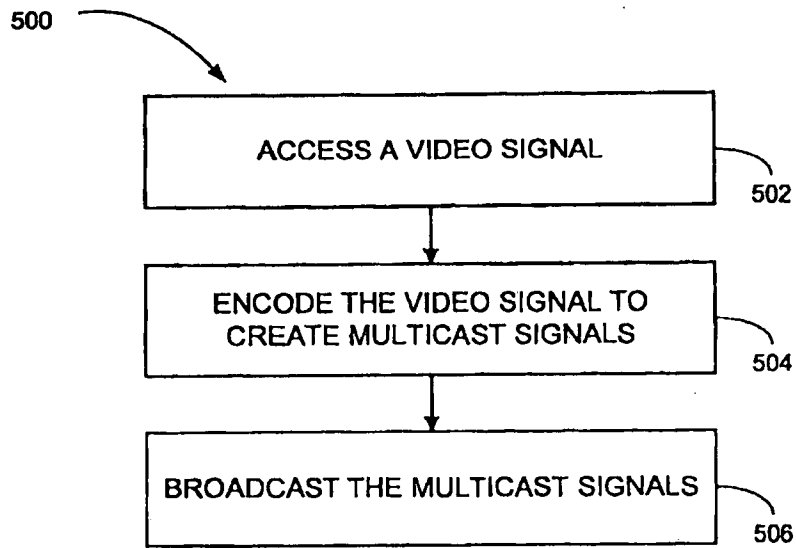 500
ACCESS A VIDEO SIGNAL
502
ENCODE THE VIDEO SIGNAL TO
CREATE MULTICAST SIGNALS
504
BROADCAST THE MULTICAST SIGNALS
506